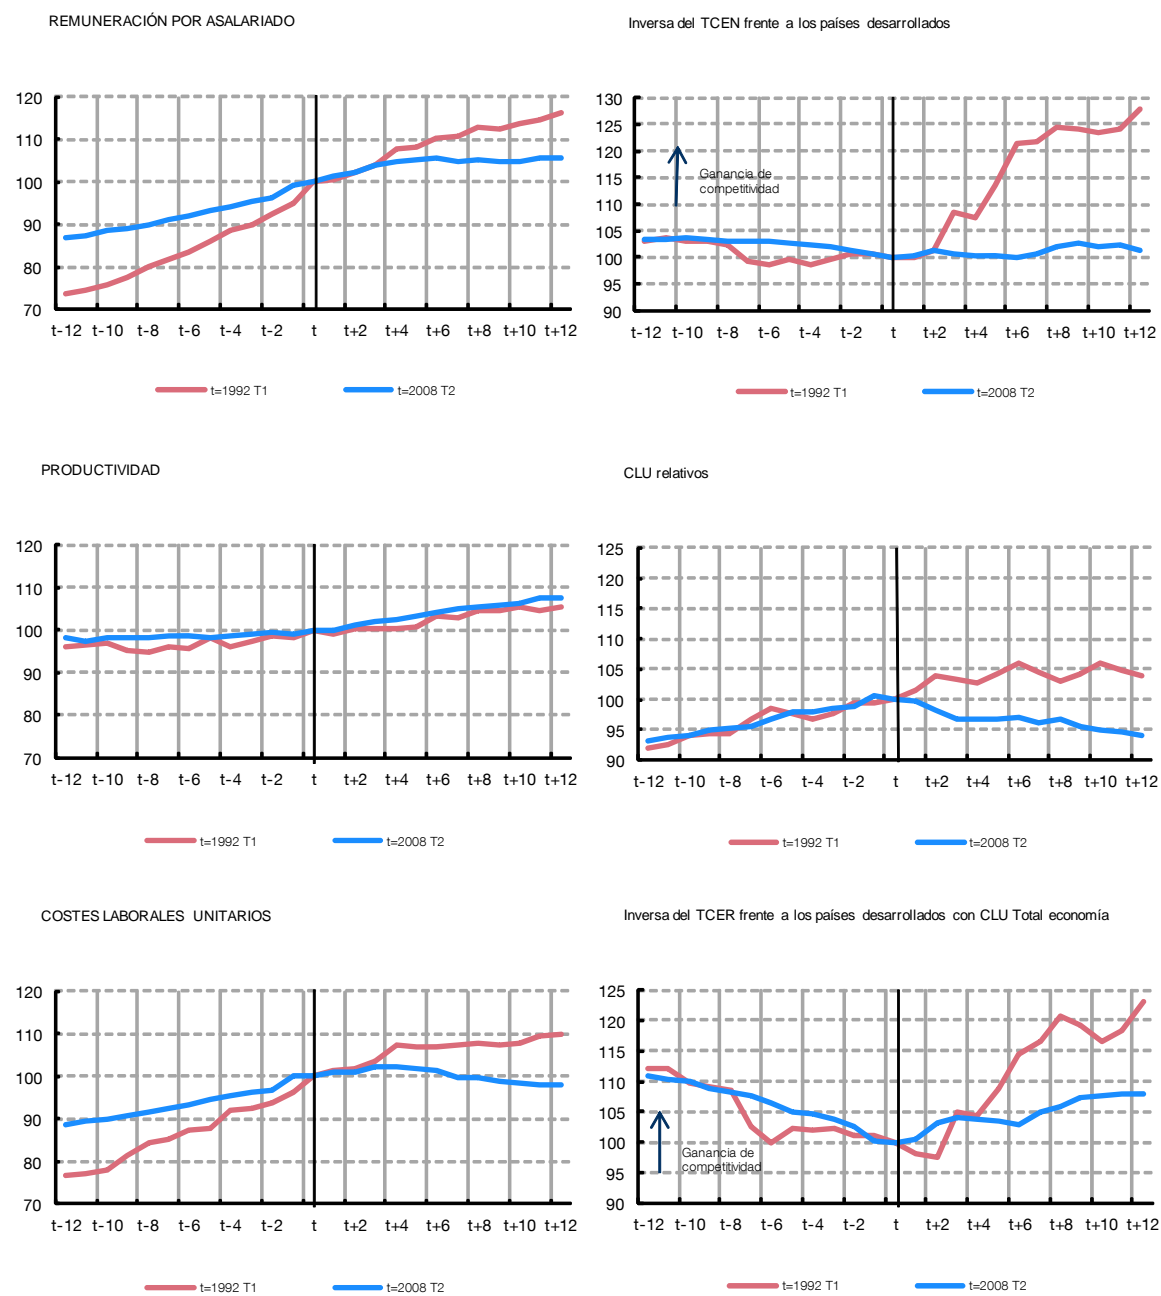 REMUNERACIÓN POR ASALARIADO
120
110
100
90
80
70
t-12 t-10 t-8 t-6 t-4 t-2 t t+2 t+4 t+6 t+8 t+10 t+12
t=1992 T1 t=2008 T2
Inversa del TCEN frente a los países desarrollados
130
125
120
115
110
105
100
95
90
Ganancia de
competitividad
t-12 t-10 t-8 t-6 t-4 t-2 t t+2 t+4 t+6 t+8 t+10 t+12
t=1992 T1 t=2008 T2
PRODUCTIVIDAD
120
110
100
90
80
70
t-12 t-10 t-8 t-6 t-4 t-2 t t+2 t+4 t+6 t+8 t+10 t+12
t=1992 T1 t=2008 T2
CLU relativos
125
120
115
110
105
100
95
90
t-12 t-10 t-8 t-6 t-4 t-2 t t+2 t+4 t+6 t+8 t+10 t+12
t=1992 T1 t=2008 T2
COSTES LABORALES UNITARIOS
120
110
100
90
80
70
t-12 t-10 t-8 t-6 t-4 t-2 t t+2 t+4 t+6 t+8 t+10 t+12
t=1992 T1 t=2008 T2
Inversa del TCER frente a los países desarrollados con CLU Total economía
125
120
115
110
105
100
95
90
Ganancia de
competitividad
t-12 t-10 t-8 t-6 t-4 t-2 t t+2 t+4 t+6 t+8 t+10 t+12
t=1992 T1 t=2008 T2